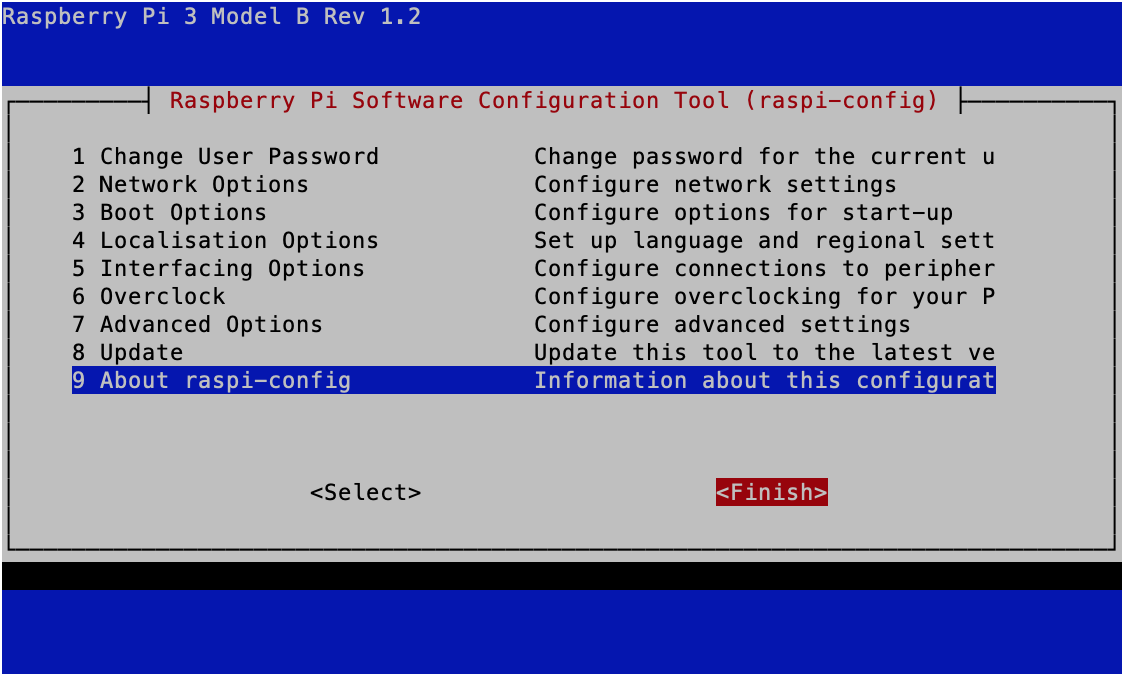 Raspberry Pi 3 Model B Rev 1.2
Raspberry Pi Software Configuration Tool (raspi-config)
1 Change User Password Change password for the current u
2 Network Options Configure network settings
3 Boot Options Configure options for start-up
4 Localisation Options Set up language and regional sett
5 Interfacing Options Configure connections to peripher
6 Overclock Configure overclocking for your P
7 Advanced Options Configure advanced settings
8 Update Update this tool to the latest ve
9 About raspi-config Information about this configurat
<Select> <Finish>